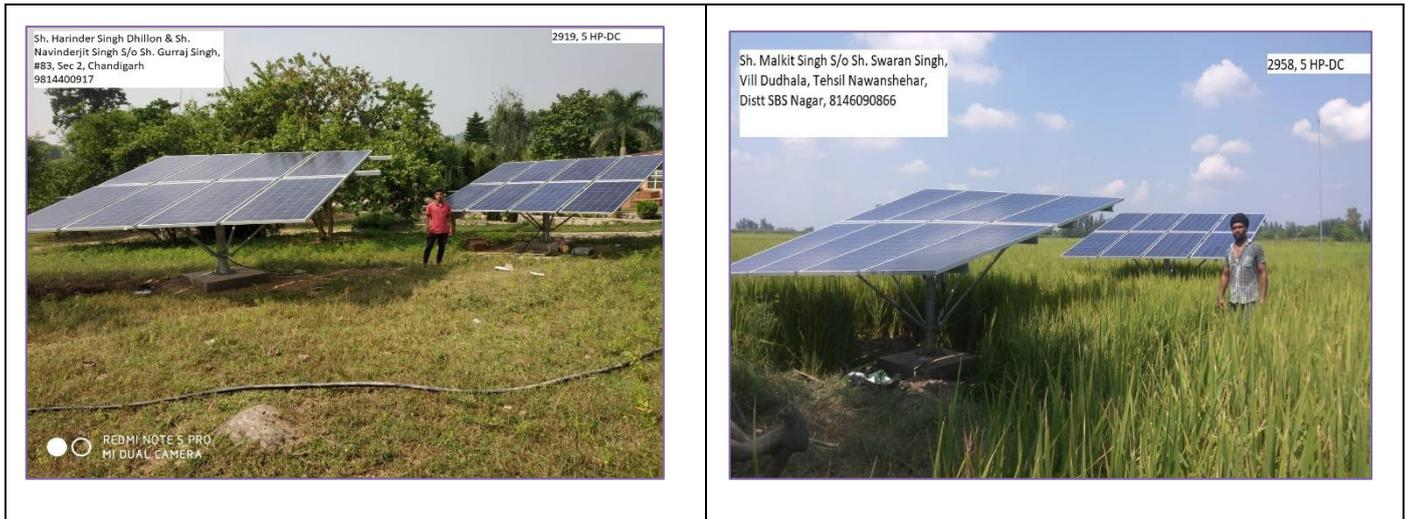 Sh. Harinder Singh Dhillon & Sh.
Navinderjit Singh S/o Sh. Gurraj Singh,
#83, Sec 2, Chandigarh
9814400917
2919, 5 HP-DC
REDMI NOTE 5 PRO
MI DUAL CAMERA
Sh. Malkit Singh S/o Sh. Swaran Singh,
Vill Dudhala, Tehsil Nawanshehar,
Distt SBS Nagar, 8146090866
2958, 5 HP-DC